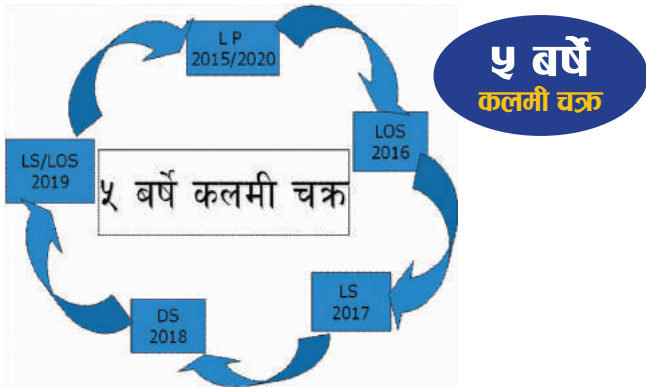 L P
2015/2020
५ बर्षे
कलमी चक्र
LOS
2016
LS/LOS
2019
५ बर्षे कलमी चक्र
LS
2017
DS
2018